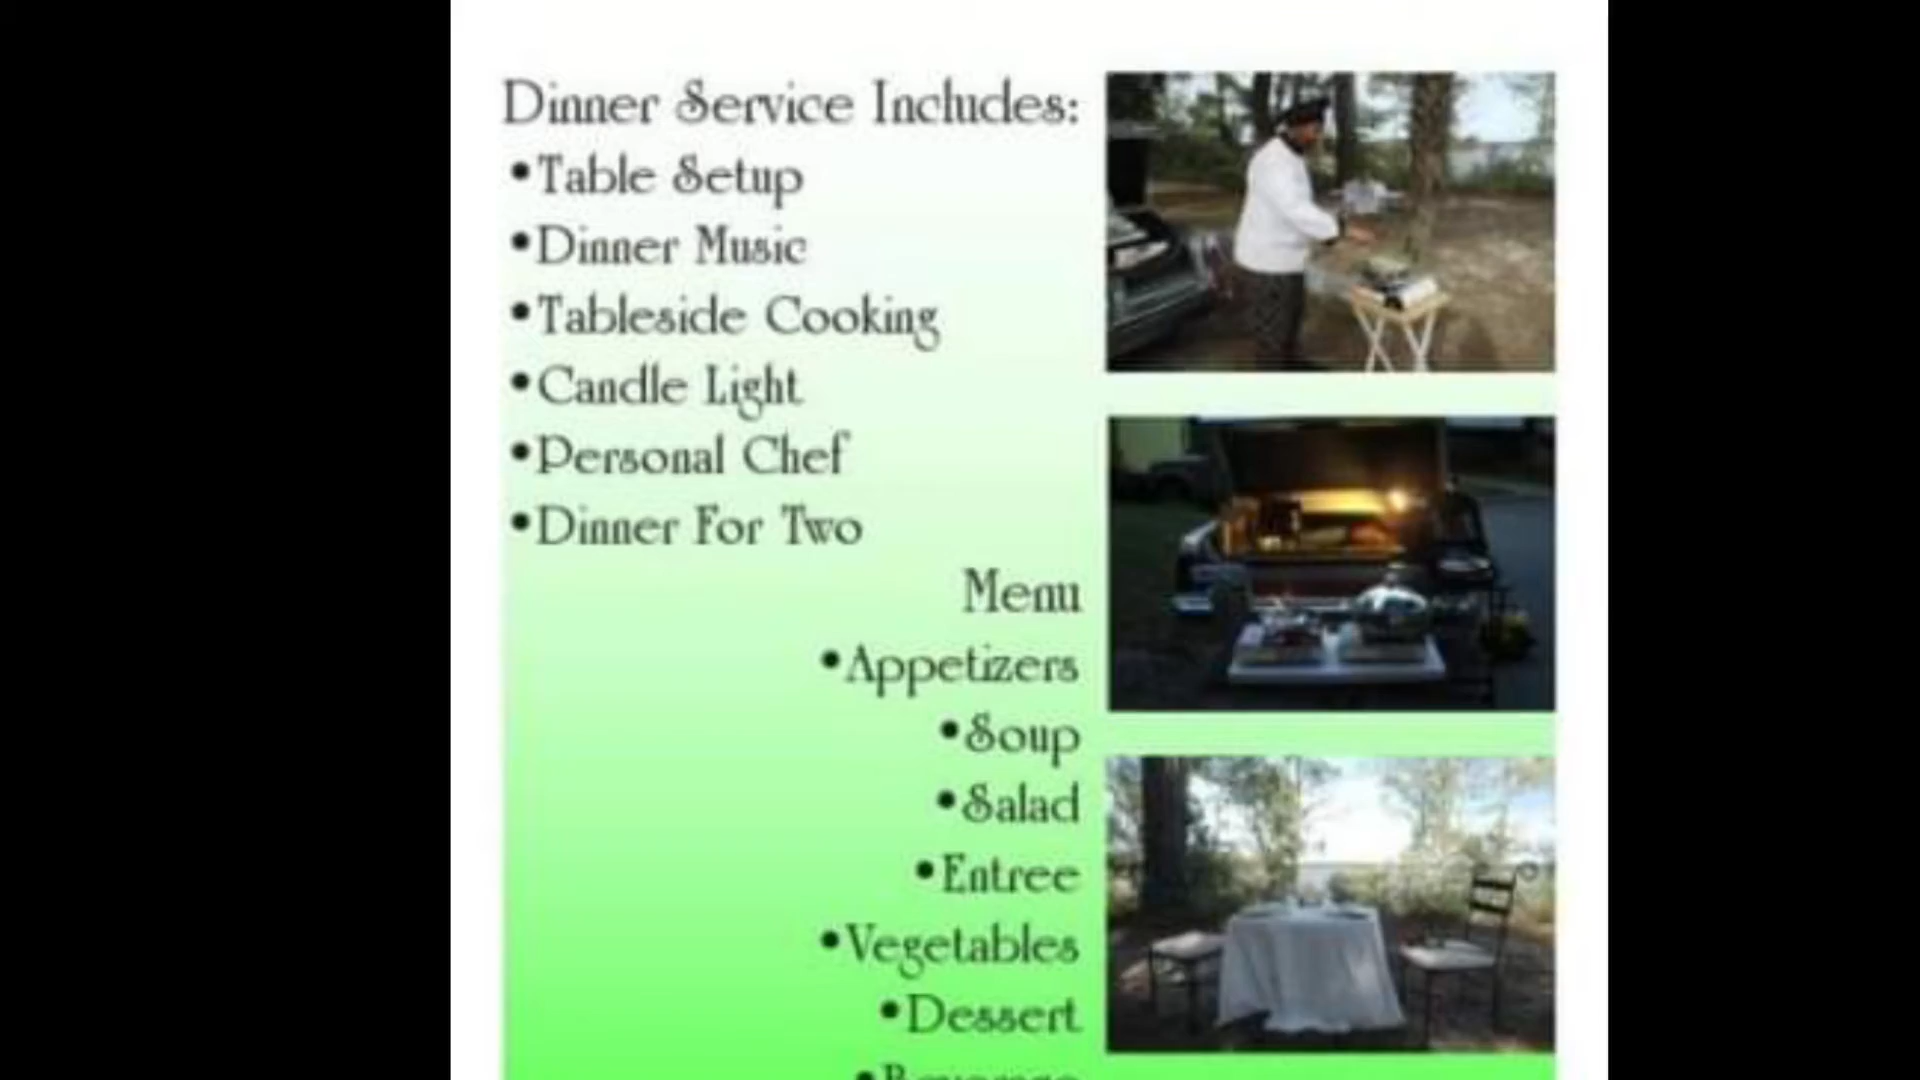 Dinner Service Includes:
•Table Setup
•Dinner Music
•Tableside Cooking
•Candle Light
•Personal Chef
•Dinner For Two
Menu
•Appetizers
•Soup
•Salad
•Entree
•Vegetables
•Dessert
•Beverage